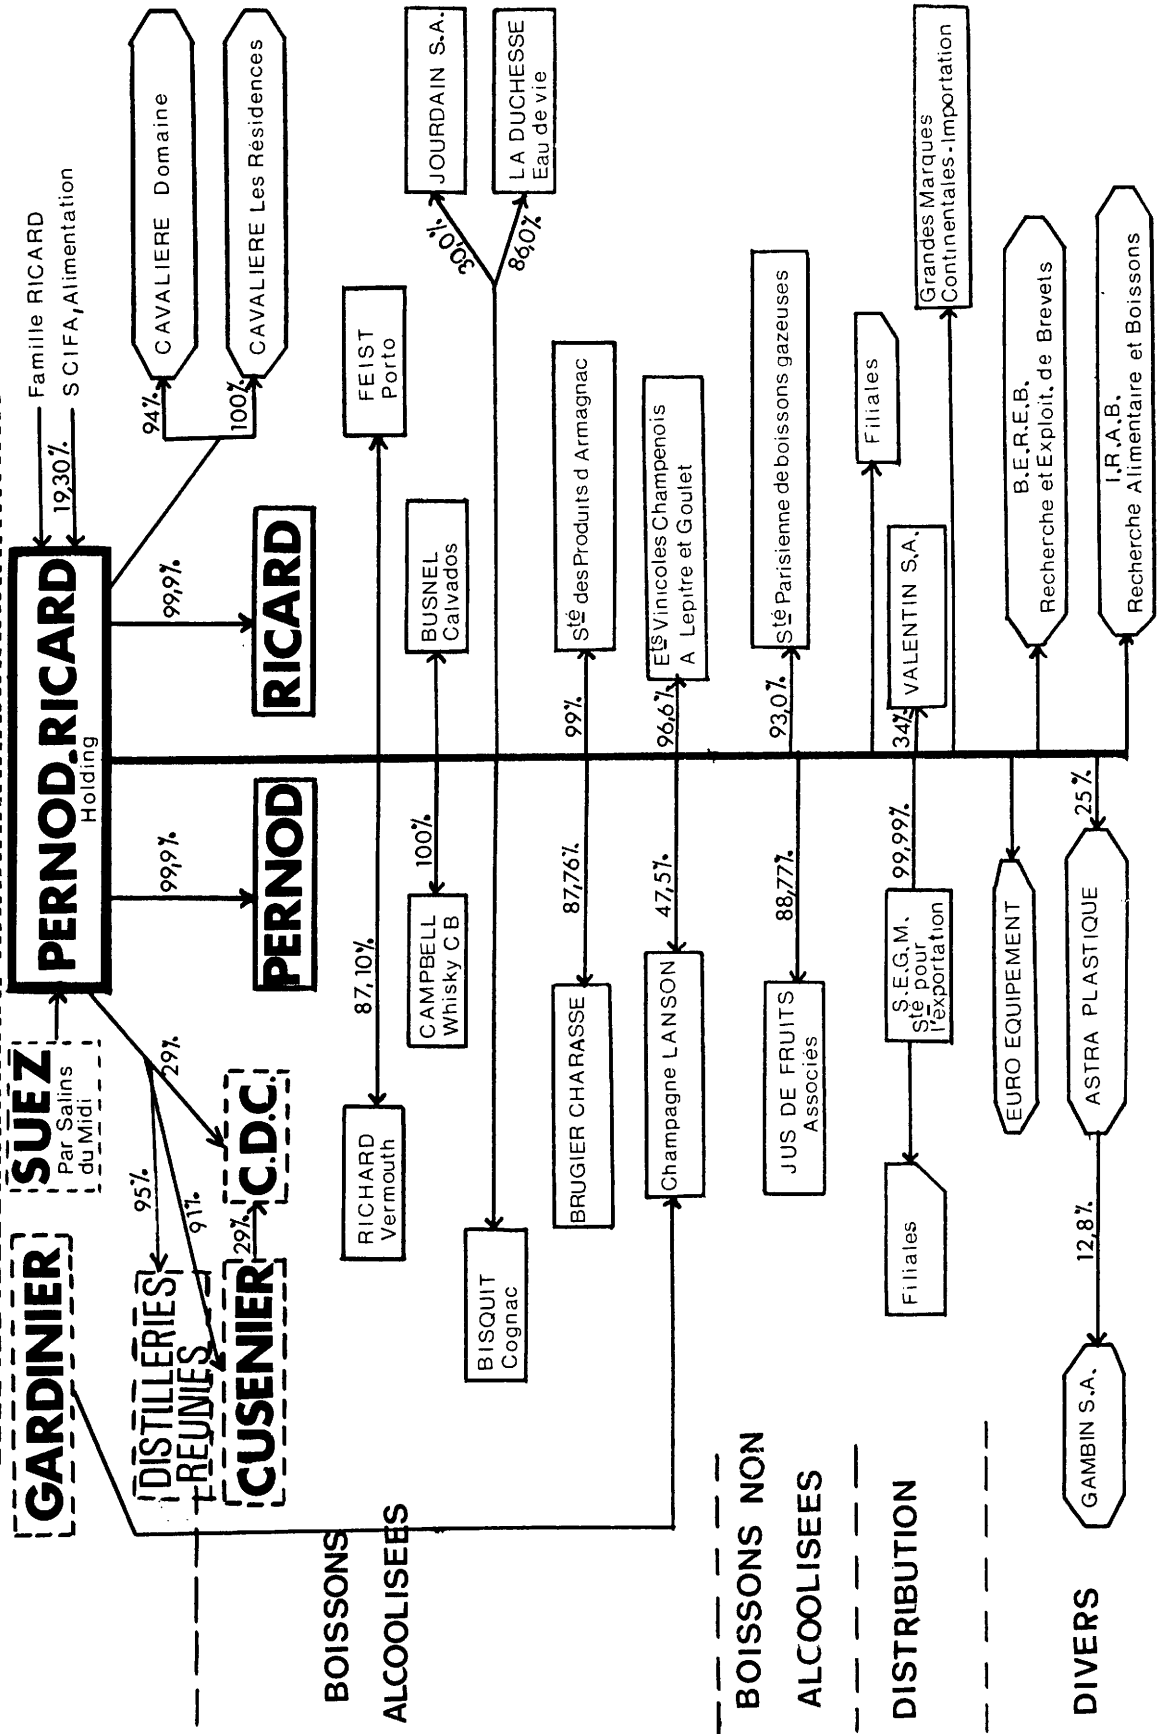 GARDINIER
SUEZ
Par Salins
du Midi
PERNOD-RICARD
Holding
Famille RICARD
19,30%
SCIFA, Alimentation
95%
29%
91%
99,9%
99,9%
94%
CAVALIERE Domaine
100%
CAVALIERE Les Résidences
DISTILLERIES
REUNIES
CUSENIER
29%
C.D.C.
PERNOD
RICARD
BOISSONS
ALCOOLISEES
RICHARD
Vermouth
87,10%
FEIST
Porto
CAMPBELL
Whisky CB
100%
BUSNEL
Calvados
30,0%
JOURDAIN S.A.
BISQUIT
Cognac
86,0%
LA DUCHESSE
Eau de vie
BRUGIER CHARASSE
87,76%
99%
Sté des Produits d Armagnac
Champagne LANSON
47,5%
96,6%
Ets Vinicoles Champenois
A Lepitre et Goulet
BOISSONS NON
ALCOOLISEES
JUS DE FRUITS
Associés
88,77%
93,0%
Sté Parisienne de boissons gazeuses
DISTRIBUTION
Filiales
Filiales
S.E.G.M.
Sté pour
l'exportation
99,99%
34%
VALENTIN S.A.
Grandes Marques
Continentales-Importation
DIVERS
EURO EQUIPEMENT
B.E.R.E.B.
Recherche et Exploit. de Brevets
GAMBIN S.A.
12,8%
ASTRA PLASTIQUE
25%
I.R.A.B.
Recherche Alimentaire et Boissons